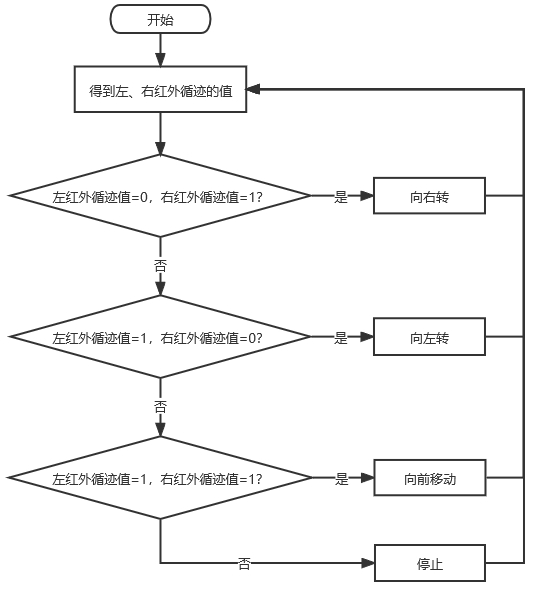 开始
得到左、右红外循迹的值
左红外循迹值=0，右红外循迹值=1?
是
向右转
否
左红外循迹值=1，右红外循迹值=0?
是
向左转
否
左红外循迹值=1，右红外循迹值=1?
是
向前移动
否
停止